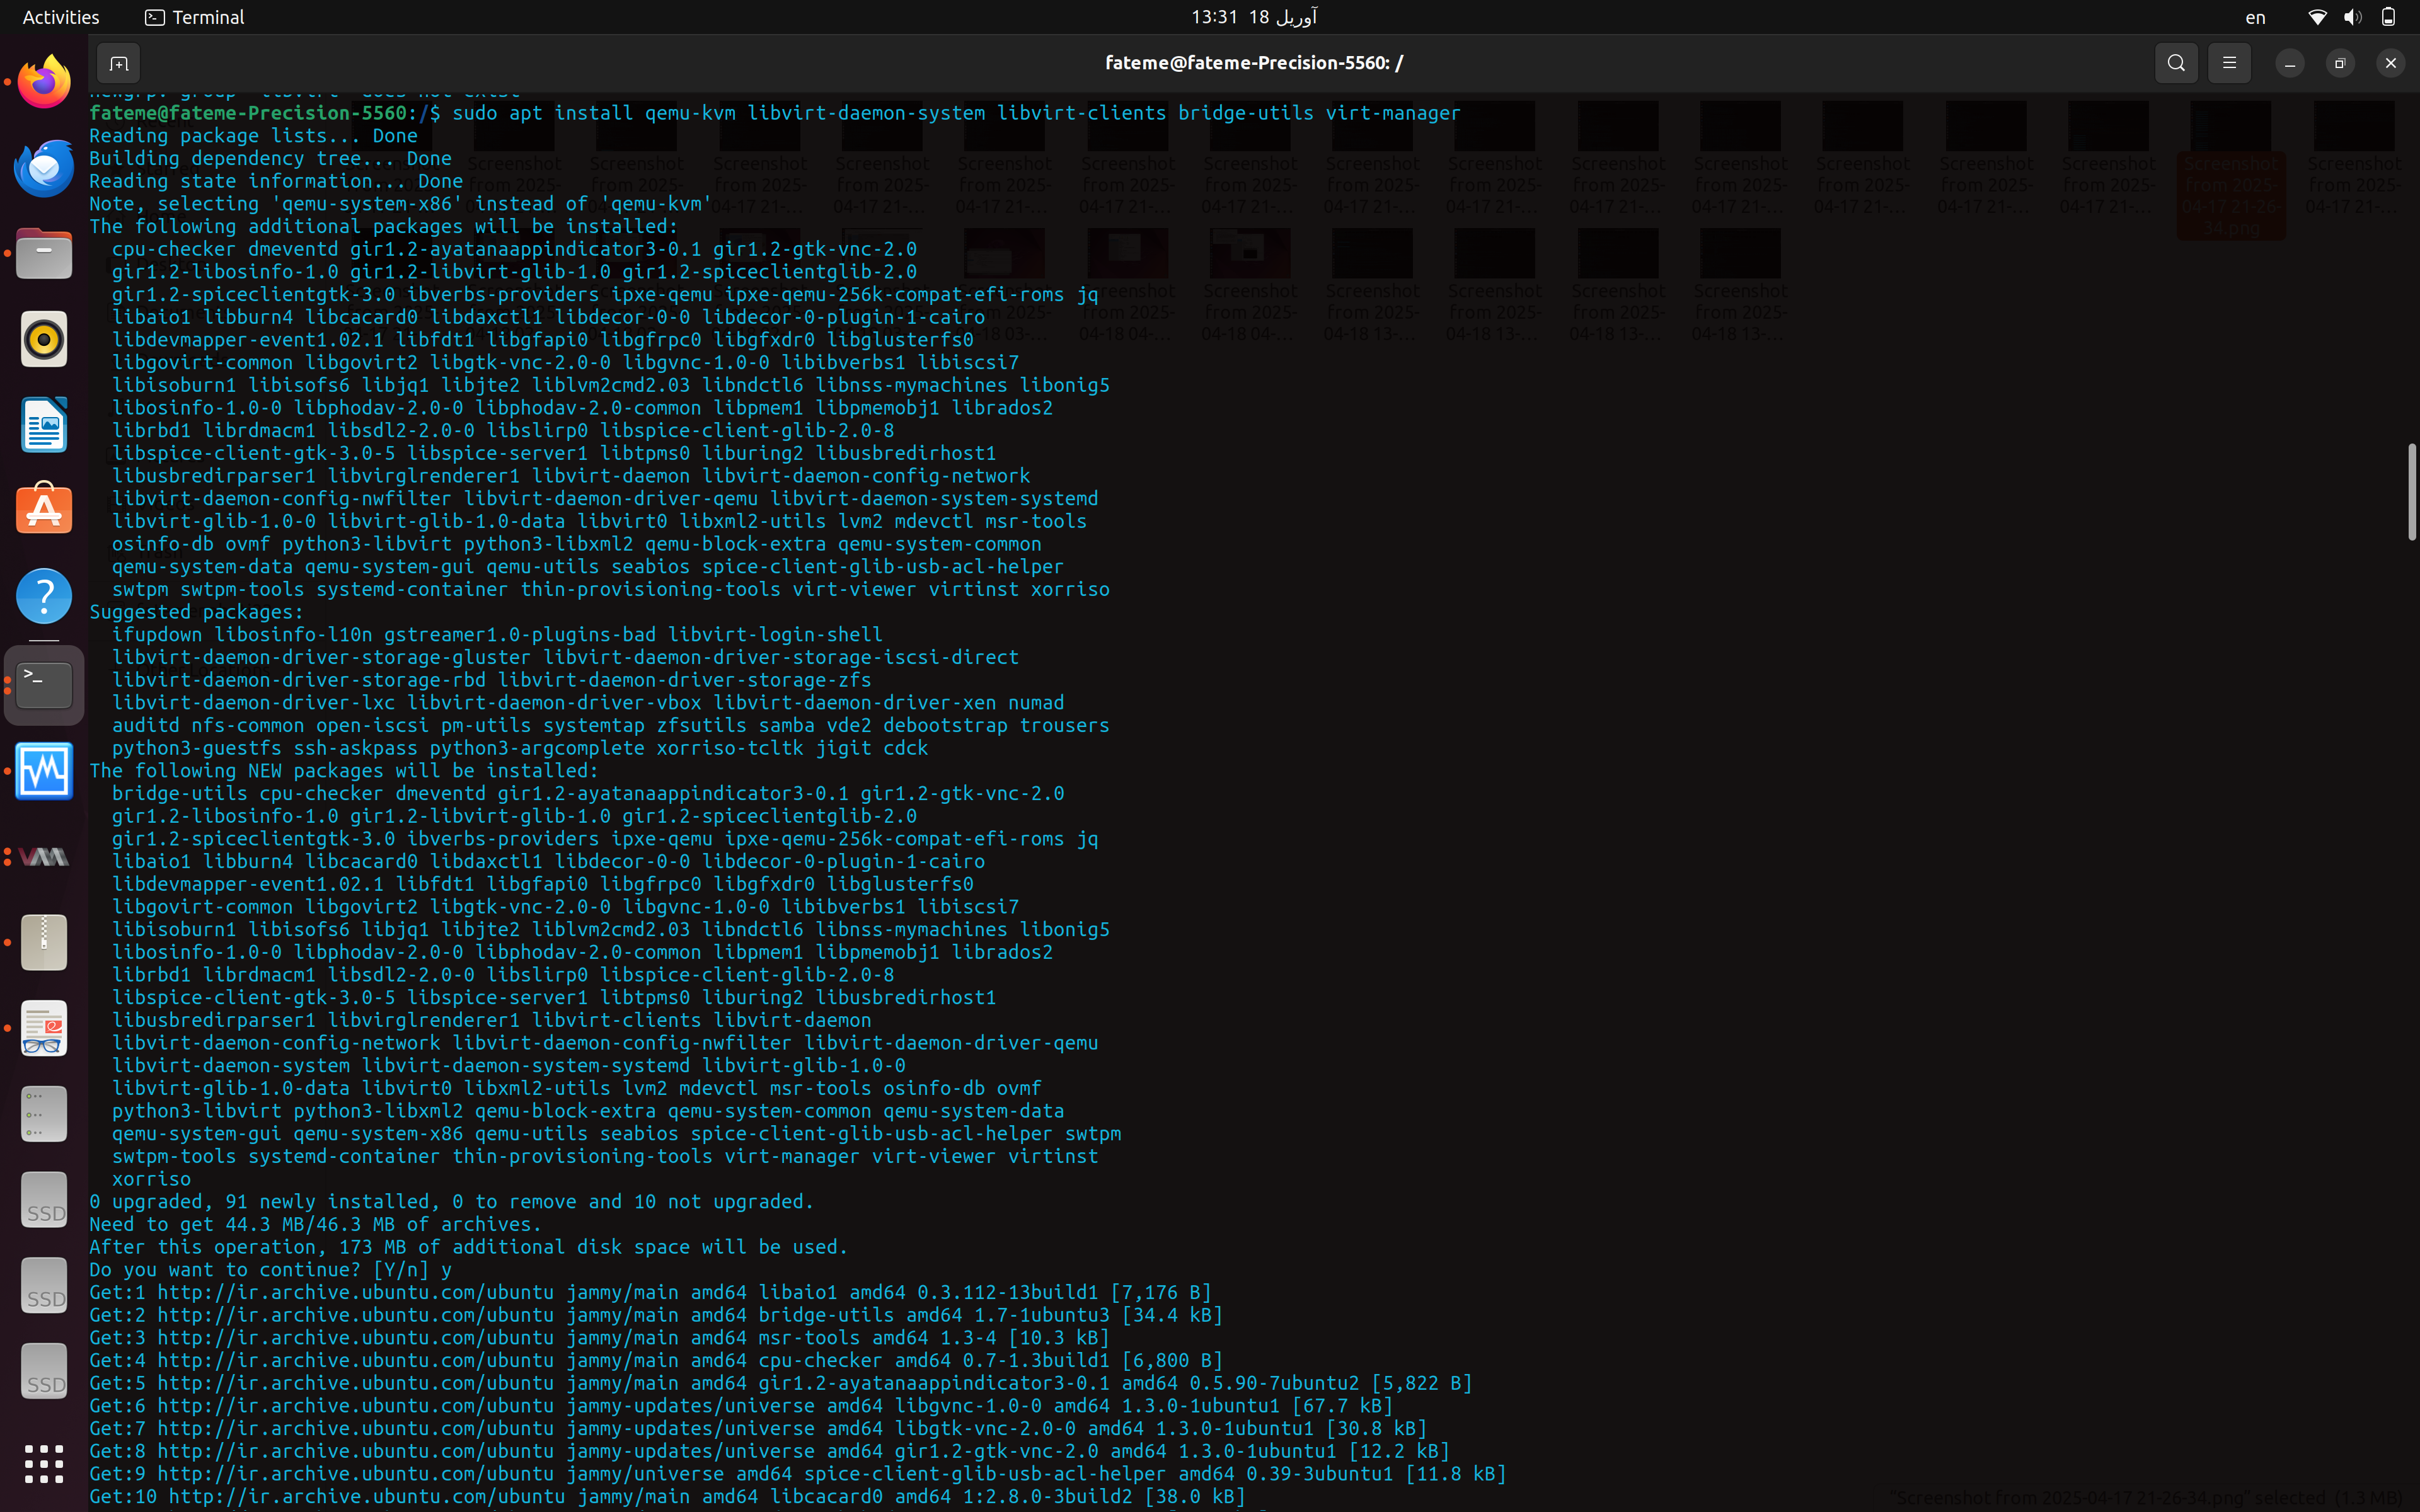 Activities
Terminal
13:31 18 آوریل
en
fateme@fateme-Precision-5560: /
fateme@fateme-Precision-5560:/$ sudo apt install qemu-kvm libvirt-daemon-system libvirt-clients bridge-utils virt-manager
Reading package lists... Done
Building dependency tree... Done
Reading state information... Done
Note, selecting 'qemu-system-x86' instead of 'qemu-kvm'
The following additional packages will be installed:
cpu-checker dmeventd gir1.2-ayatanaappindicator3-0.1 gir1.2-gtk-vnc-2.0
gir1.2-libosinfo-1.0 gir1.2-libvirt-glib-1.0 gir1.2-spiceclientglib-2.0
gir1.2-spiceclientgtk-3.0 ibverbs-providers ipxe-qemu ipxe-qemu-256k-compat-efi-roms jq
libaio1 libburn4 libcacard0 libdaxctl1 libdecor-0-0 libdecor-0-plugin-1-cairo
libdevmapper-event1.02.1 libfdt1 libgfapi0 libgfrpc0 libgfxdr0 libglusterfs0
libgovirt-common libgovirt2 libgtk-vnc-2.0-0 libgvnc-1.0-0 libibverbs1 libiscsi7
libisoburn1 libisofs6 libjq1 libjte2 liblvm2cmd2.03 libndctl6 libnss-mymachines libonig5
libosinfo-1.0-0 libphodav-2.0-0 libphodav-2.0-common libpmem1 libpmemobj1 librados2
librbd1 librdmacm1 libsdl2-2.0-0 libslirp0 libspice-client-glib-2.0-8
libspice-client-gtk-3.0-5 libspice-server1 libtpms0 liburing2 libusbredirhost1
libusbredirparser1 libvirglrenderer1 libvirt-daemon libvirt-daemon-config-network
libvirt-daemon-config-nwfilter libvirt-daemon-driver-qemu libvirt-daemon-system-systemd
libvirt-glib-1.0-0 libvirt-glib-1.0-data libvirt0 libxml2-utils lvm2 mdevctl msr-tools
osinfo-db ovmf python3-libvirt python3-libxml2 qemu-block-extra qemu-system-common
qemu-system-data qemu-system-gui qemu-utils seabios spice-client-glib-usb-acl-helper
swtpm swtpm-tools systemd-container thin-provisioning-tools virt-viewer virtinst xorriso
Suggested packages:
ifupdown libosinfo-l10n gstreamer1.0-plugins-bad libvirt-login-shell
libvirt-daemon-driver-storage-gluster libvirt-daemon-driver-storage-iscsi-direct
libvirt-daemon-driver-storage-rbd libvirt-daemon-driver-storage-zfs
libvirt-daemon-driver-lxc libvirt-daemon-driver-vbox libvirt-daemon-driver-xen numad
auditd nfs-common open-iscsi pm-utils systemtap zfsutils samba vde2 debootstrap trousers
python3-guestfs ssh-askpass python3-argcomplete xorriso-tcltk jigit cdck
The following NEW packages will be installed:
bridge-utils cpu-checker dmeventd gir1.2-ayatanaappindicator3-0.1 gir1.2-gtk-vnc-2.0
gir1.2-libosinfo-1.0 gir1.2-libvirt-glib-1.0 gir1.2-spiceclientglib-2.0
gir1.2-spiceclientgtk-3.0 ibverbs-providers ipxe-qemu ipxe-qemu-256k-compat-efi-roms jq
libaio1 libburn4 libcacard0 libdaxctl1 libdecor-0-0 libdecor-0-plugin-1-cairo
libdevmapper-event1.02.1 libfdt1 libgfapi0 libgfrpc0 libgfxdr0 libglusterfs0
libgovirt-common libgovirt2 libgtk-vnc-2.0-0 libgvnc-1.0-0 libibverbs1 libiscsi7
libisoburn1 libisofs6 libjq1 libjte2 liblvm2cmd2.03 libndctl6 libnss-mymachines libonig5
libosinfo-1.0-0 libphodav-2.0-0 libphodav-2.0-common libpmem1 libpmemobj1 librados2
librbd1 librdmacm1 libsdl2-2.0-0 libslirp0 libspice-client-glib-2.0-8
libspice-client-gtk-3.0-5 libspice-server1 libtpms0 liburing2 libusbredirhost1
libusbredirparser1 libvirglrenderer1 libvirt-clients libvirt-daemon
libvirt-daemon-config-network libvirt-daemon-config-nwfilter libvirt-daemon-driver-qemu
libvirt-daemon-system libvirt-daemon-system-systemd libvirt-glib-1.0-0
libvirt-glib-1.0-data libvirt0 libxml2-utils lvm2 mdevctl msr-tools osinfo-db ovmf
python3-libvirt python3-libxml2 qemu-block-extra qemu-system-common qemu-system-data
qemu-system-gui qemu-system-x86 qemu-utils seabios spice-client-glib-usb-acl-helper swtpm
swtpm-tools systemd-container thin-provisioning-tools virt-manager virt-viewer virtinst
xorriso
0 upgraded, 91 newly installed, 0 to remove and 10 not upgraded.
Need to get 44.3 MB/46.3 MB of archives.
After this operation, 173 MB of additional disk space will be used.
Do you want to continue? [Y/n] y
Get:1 http://ir.archive.ubuntu.com/ubuntu jammy/main amd64 libaio1 amd64 0.3.112-13build1 [7,176 B]
Get:2 http://ir.archive.ubuntu.com/ubuntu jammy/main amd64 bridge-utils amd64 1.7-1ubuntu3 [34.4 kB]
Get:3 http://ir.archive.ubuntu.com/ubuntu jammy/main amd64 msr-tools amd64 1.3-4 [10.3 kB]
Get:4 http://ir.archive.ubuntu.com/ubuntu jammy/main amd64 cpu-checker amd64 0.7-1.3build1 [6,800 B]
Get:5 http://ir.archive.ubuntu.com/ubuntu jammy/main amd64 gir1.2-ayatanaappindicator3-0.1 amd64 0.5.90-7ubuntu2 [5,822 B]
Get:6 http://ir.archive.ubuntu.com/ubuntu jammy-updates/universe amd64 libgvnc-1.0-0 amd64 1.3.0-1ubuntu1 [67.7 kB]
Get:7 http://ir.archive.ubuntu.com/ubuntu jammy-updates/universe amd64 libgtk-vnc-2.0-0 amd64 1.3.0-1ubuntu1 [30.8 kB]
Get:8 http://ir.archive.ubuntu.com/ubuntu jammy-updates/universe amd64 gir1.2-gtk-vnc-2.0 amd64 1.3.0-1ubuntu1 [12.2 kB]
Get:9 http://ir.archive.ubuntu.com/ubuntu jammy/universe amd64 spice-client-glib-usb-acl-helper amd64 0.39-3ubuntu1 [11.8 kB]
Get:10 http://ir.archive.ubuntu.com/ubuntu jammy/main amd64 libcacard0 amd64 1:2.8.0-3build2 [38.0 kB]
"Screenshot from 2025-04-17 21-26-34.png" selected (1.3 MB)
SSD
SSD
SSD